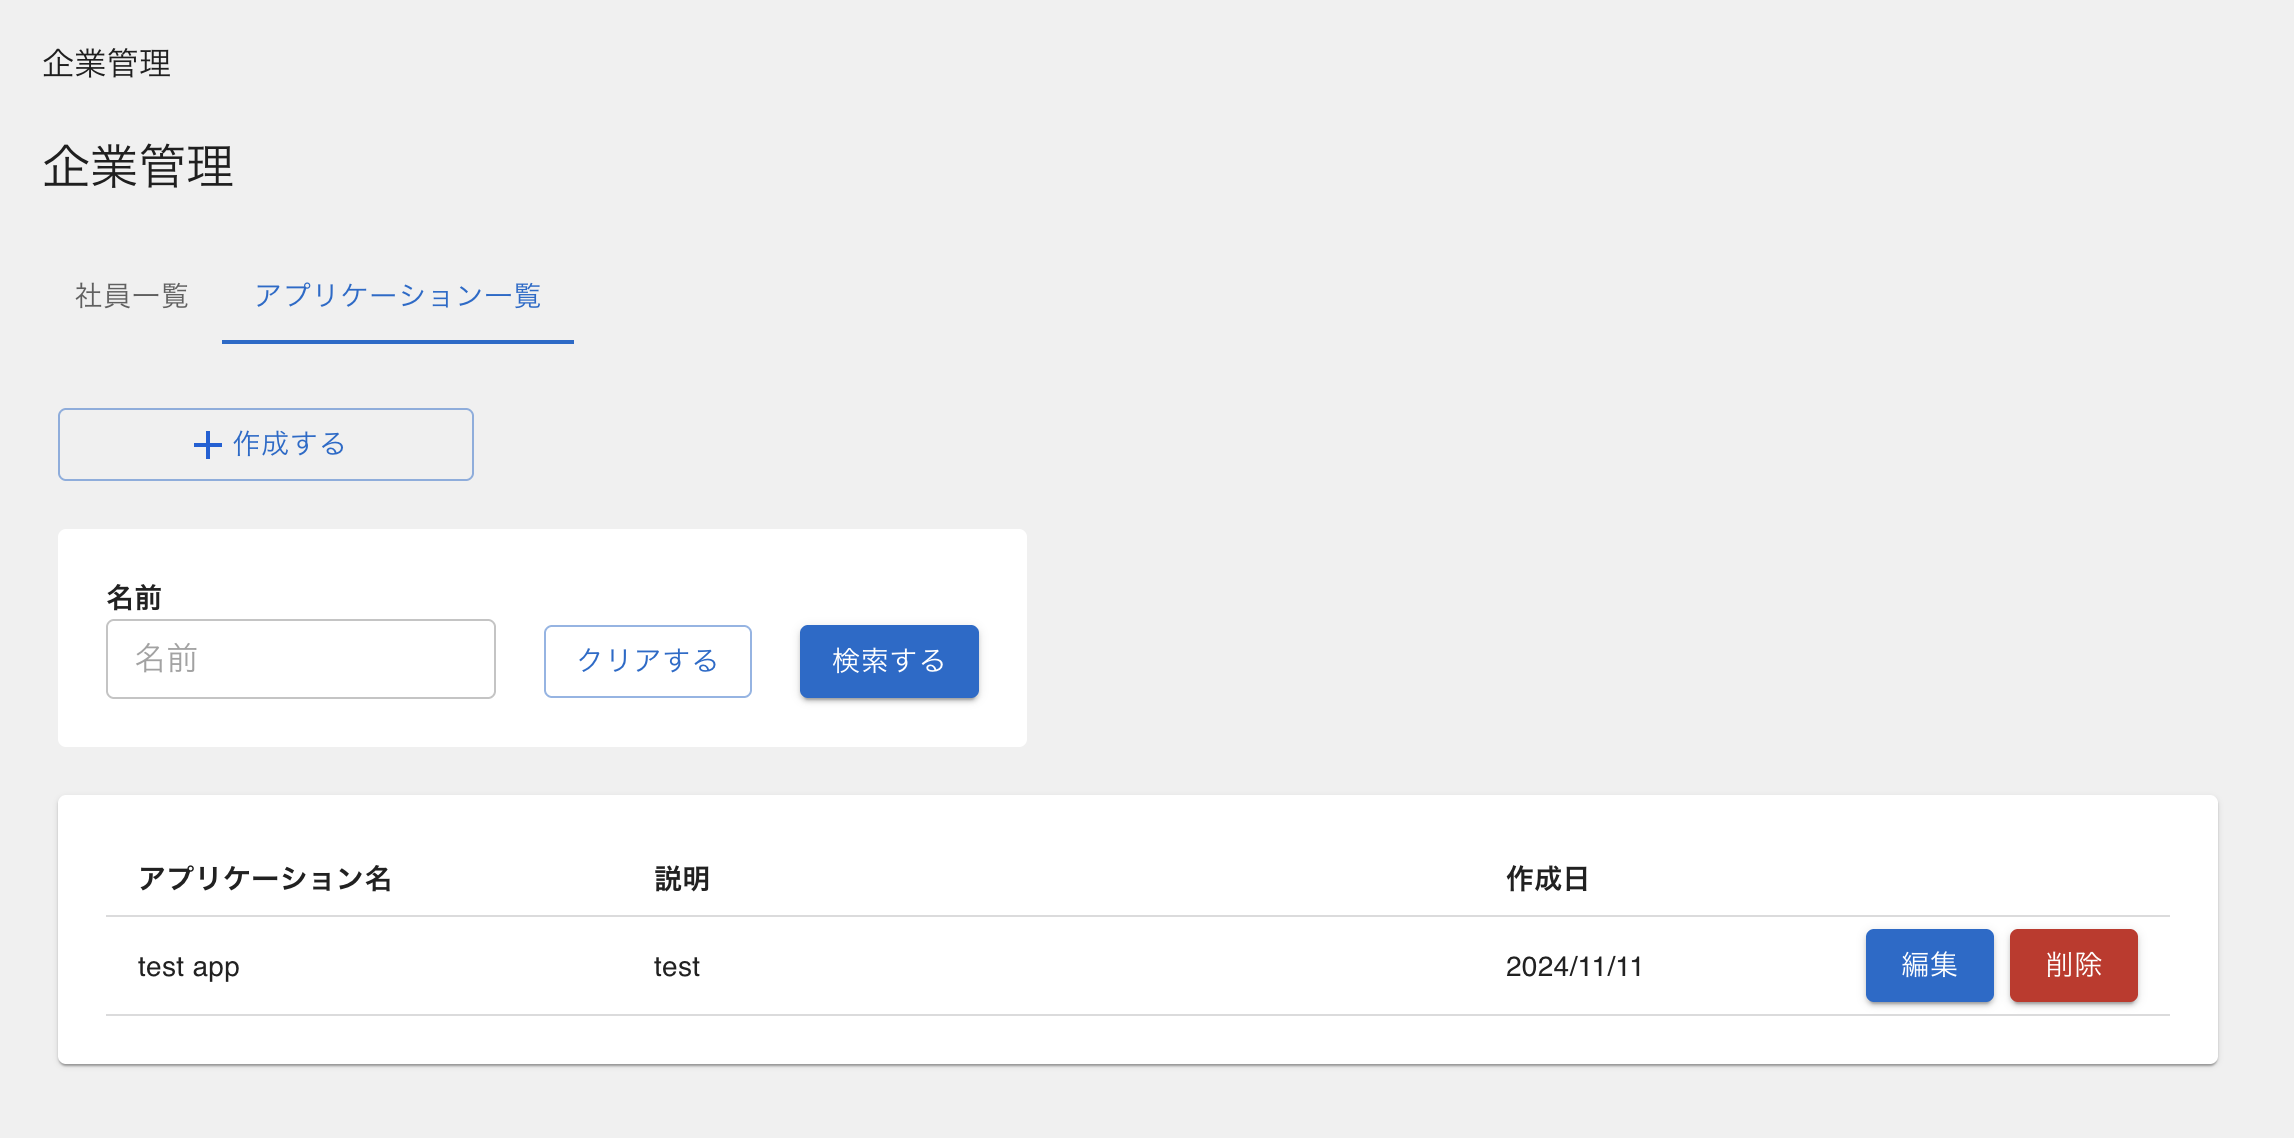 企業管理
企業管理
社員一覧 アプリケーション一覧
作成する
名前
名前 クリアする 検索する
アプリケーション名 説明 作成日
test app test 2024/11/11 編集 削除